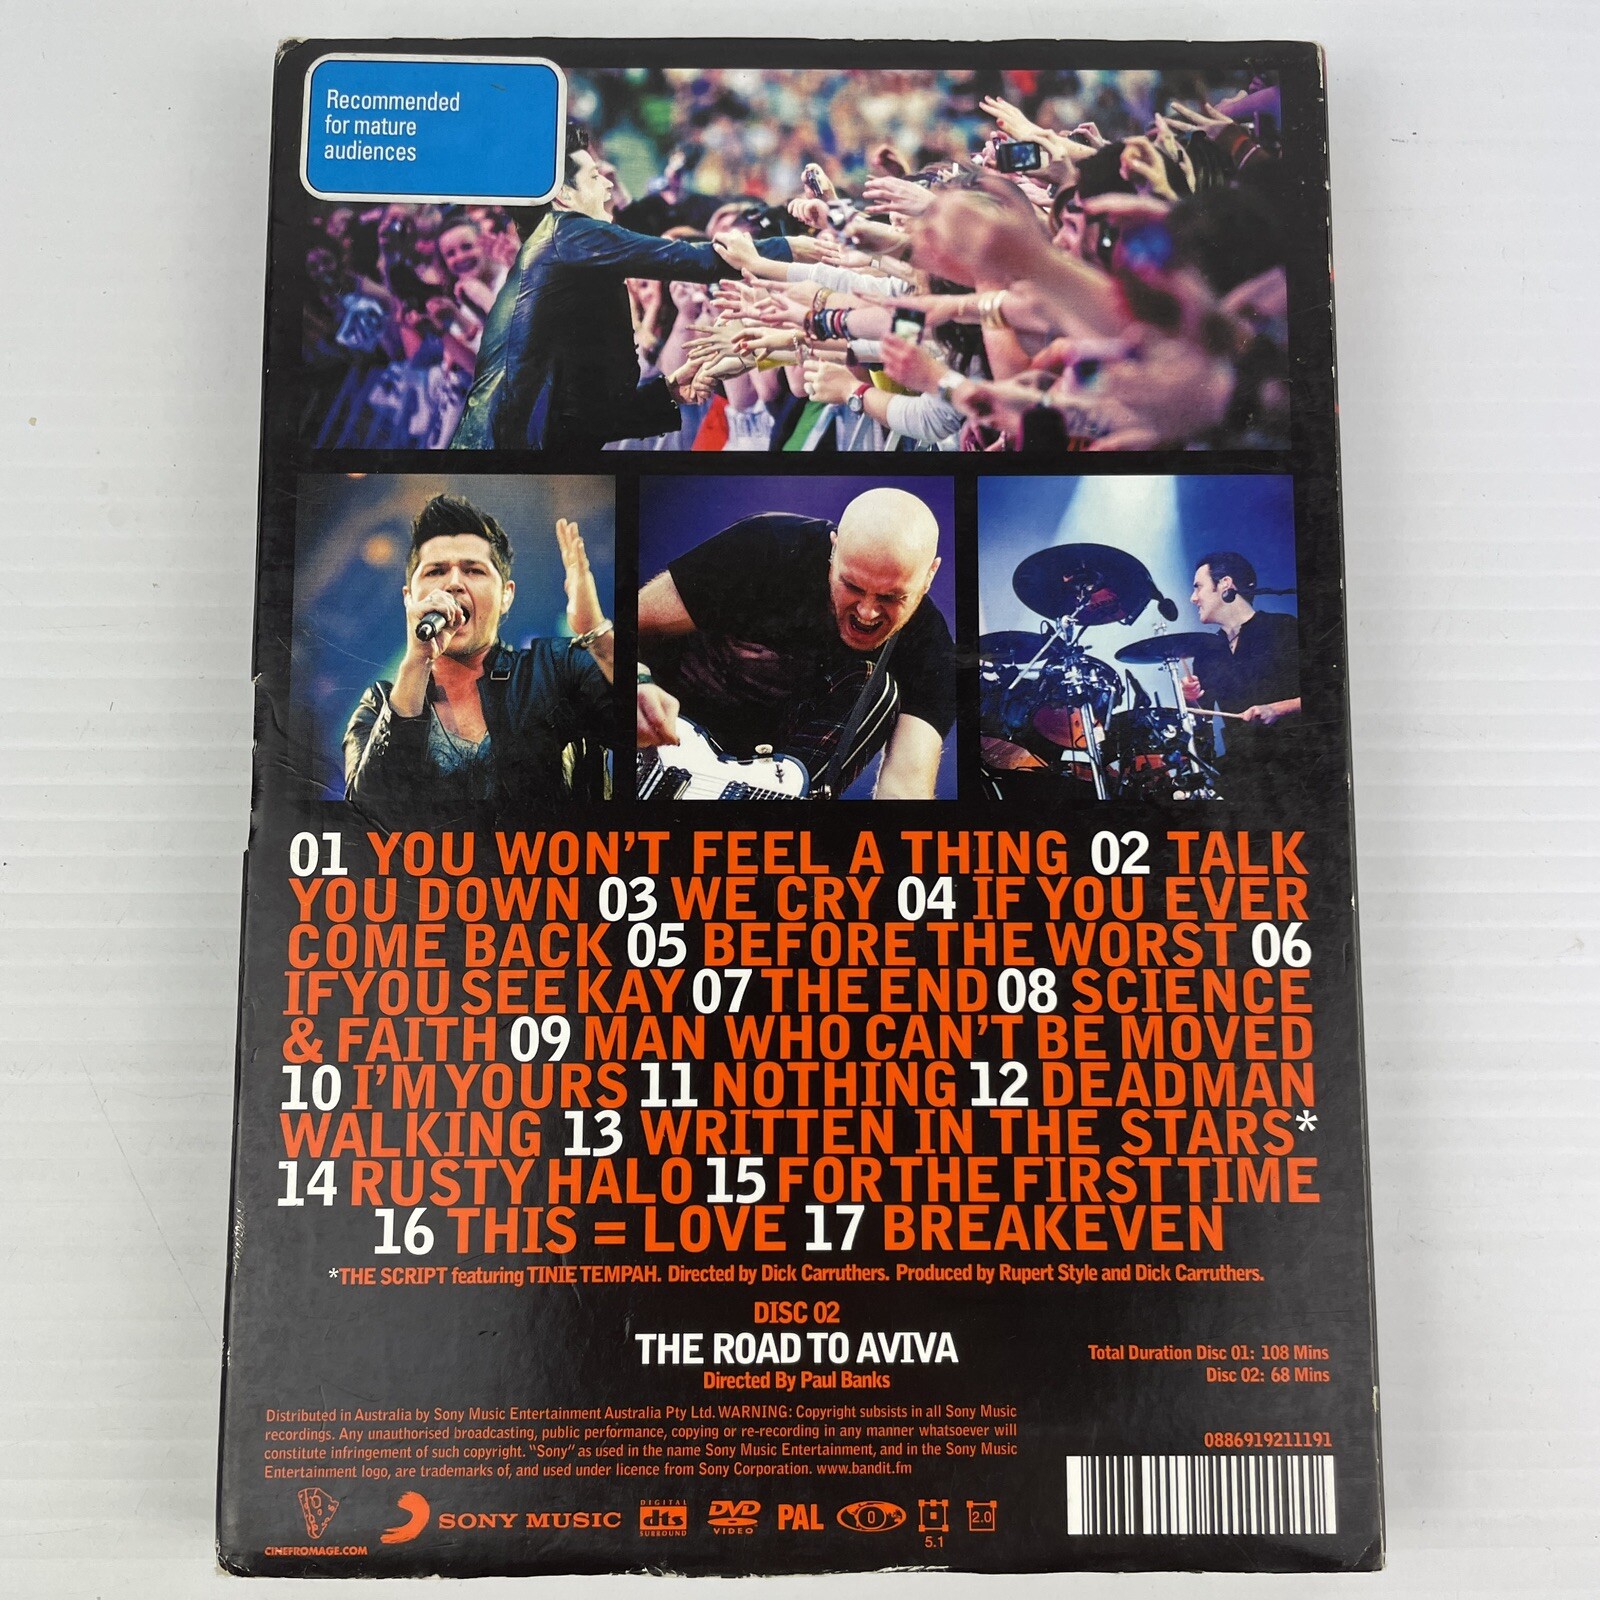 Recommended
for mature
audiences
01 YOU WON'T FEEL A THING 02 TALK
YOU DOWN 03 WE CRY 04 IF YOU EVER
COME BACK 05 BEFORE THE WORST 06
IF YOU SEE KAY 07 THE END 08 SCIENCE
& FAITH 09 MAN WHO CAN'T BE MOVED
10 I'M YOURS 11 NOTHING 12 DEADMAN
WALKING 13 WRITTEN IN THE STARS*
14 RUSTY HALO 15 FOR THE FIRST TIME
16 THIS = LOVE 17 BREAKEVEN
*THE SCRIPT featuring TINIE TEMPAH. Directed by Dick Carruthers. Produced by Rupert Style and Dick Carruthers.
DISC 02
THE ROAD TO AVIVA
Directed By Paul Banks
Total Duration Disc 01: 108 Mins
Disc 02: 68 Mins
Distributed in Australia by Sony Music Entertainment Australia Pty Ltd. WARNING: Copyright subsists in all Sony Music
recordings. Any unauthorised broadcasting, public performance, copying or re-recording in any manner whatsoever will
constitute infringement of such copyright. "Sony" as used in the name Sony Music Entertainment, and in the Sony Music
Entertainment logo, are trademarks of, and used under licence from Sony Corporation. www.bandit.fm
0886919211191
CINEFROMAGE.COM
SONY MUSIC
DIGITAL
dts
SURROUND
DVD
VIDEO
PAL
0
5.1
2.0